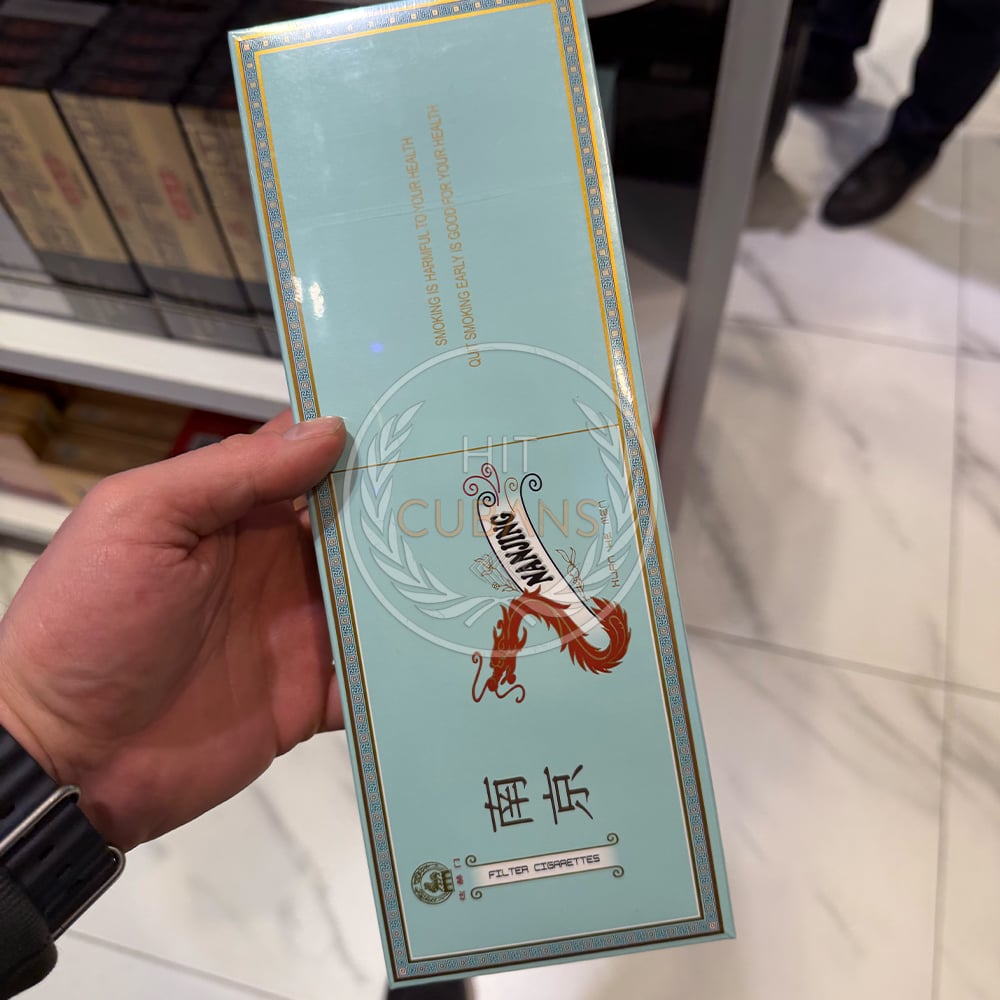 SMOKING IS HARMFUL TO YOUR HEALTH
QUIT SMOKING EARLY IS GOOD FOR YOUR HEALTH
HIT
CUBANS
NANJING
南京
FILTER CIGARETTES